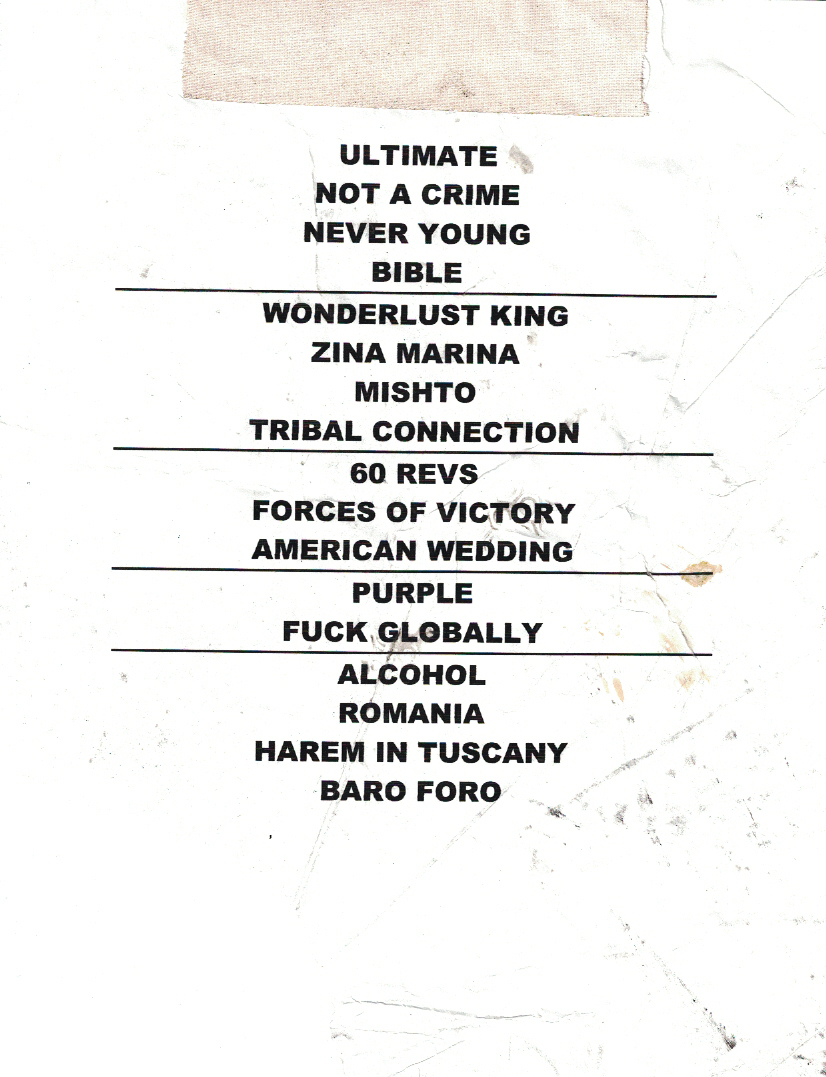 ULTIMATE
NOT A CRIME
NEVER YOUNG
BIBLE
WONDERLUST KING
ZINA MARINA
MISHTO
TRIBAL CONNECTION
60 REVS
FORCES OF VICTORY
AMERICAN WEDDING
PURPLE
FUCK GLOBALLY
ALCOHOL
ROMANIA
HAREM IN TUSCANY
BARO FORO